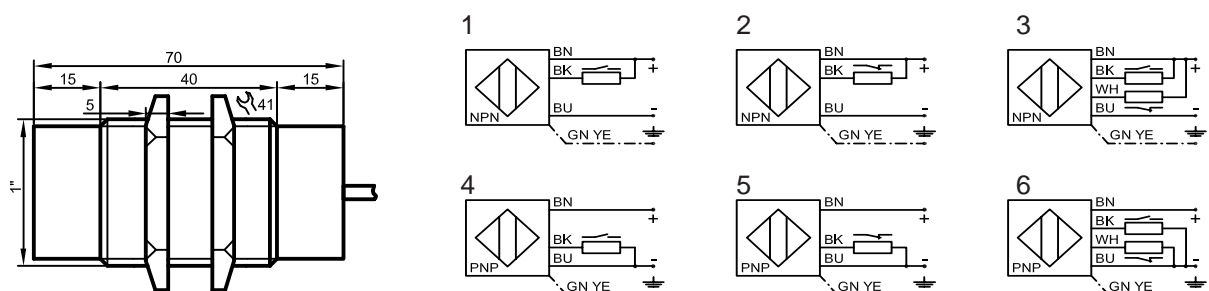 70
15
40
15
5
41
1"
1
BN
BK
BU
NPN
GN YE
+
-
2
BN
BK
BU
NPN
GN YE
+
-
3
BN
BK
WH
BU
NPN
GN YE
+
-
4
BN
BK
BU
PNP
GN YE
+
-
5
BN
BK
BU
PNP
GN YE
+
-
6
BN
BK
WH
BU
PNP
GN YE
+
-